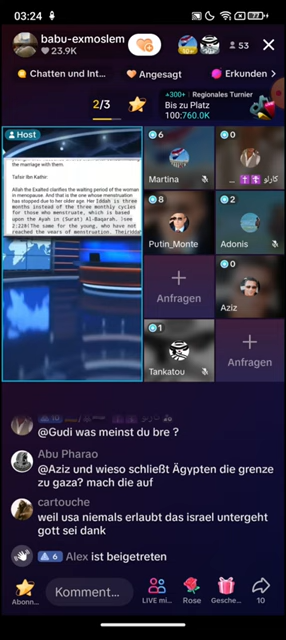 03:24
77
babu-exmoslem
23.9K
53
Chatten und Int...
Angesagt
Erkunden >
2/3
+300↑ Regionales Turnier
Bis zu Platz
100:760.0K
Host
the marriage with them.
Tafsir Ibn Kathir:
Allah the Exalted clarifies the waiting period of the woman
in menopause. And that is the one whose menstruation
has stopped due to her older age. Her Iddah is three
months instead of the three monthly cycles
for those who menstruate, which is based
upon the Ayah in (Surat) Al-Baqarah. (see
2:228) The same for the young, who have not
reached the years of menstruation. Their
6
Martina
0
كارلو
8
Putin_Monte
2
Adonis
Anfragen
0
Aziz
1
Tankatou
Anfragen
@Gudi was meinst du bre ?
Abu Pharao
@Aziz und wieso schließt Ägypten die grenze
zu gaza? mach die auf
cartouche
weil usa niemals erlaubt das israel untergeht
gott sei dank
6 Alex ist beigetreten
Abonn...
Komment...
LIVE mi...
Rose
Gesche...
10